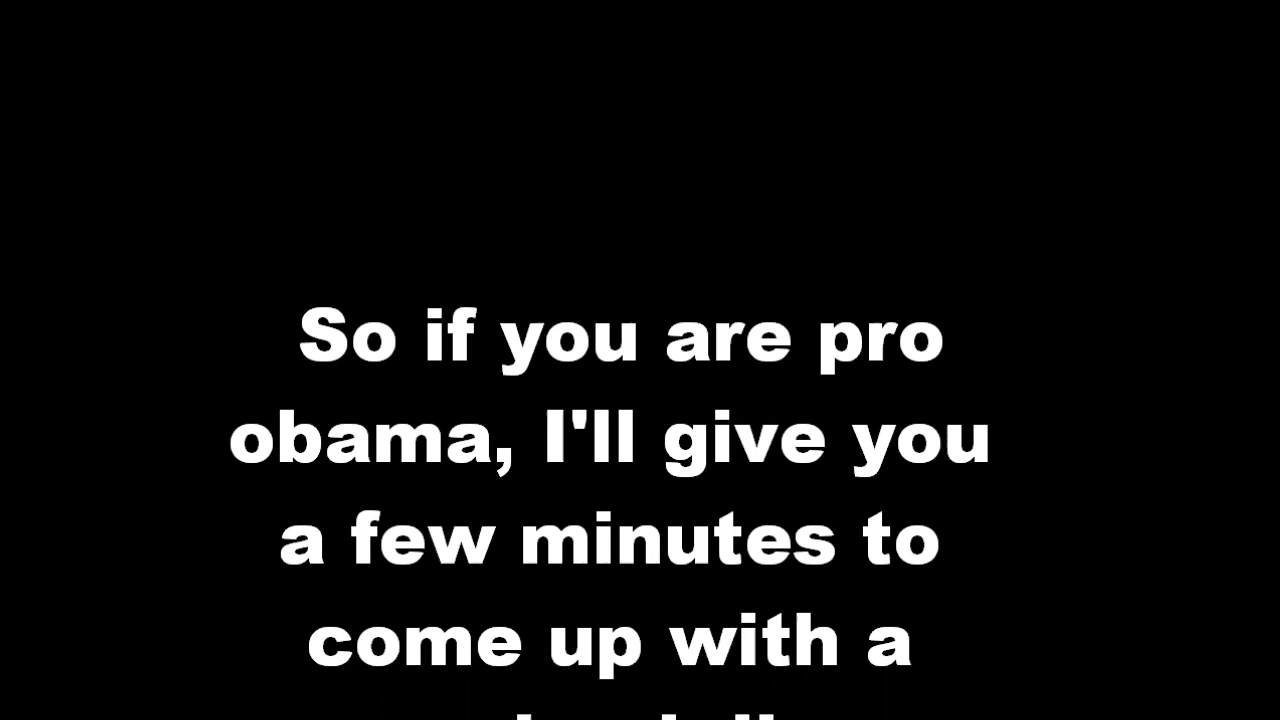 So if you are pro
obama, I'll give you
a few minutes to
come up with a